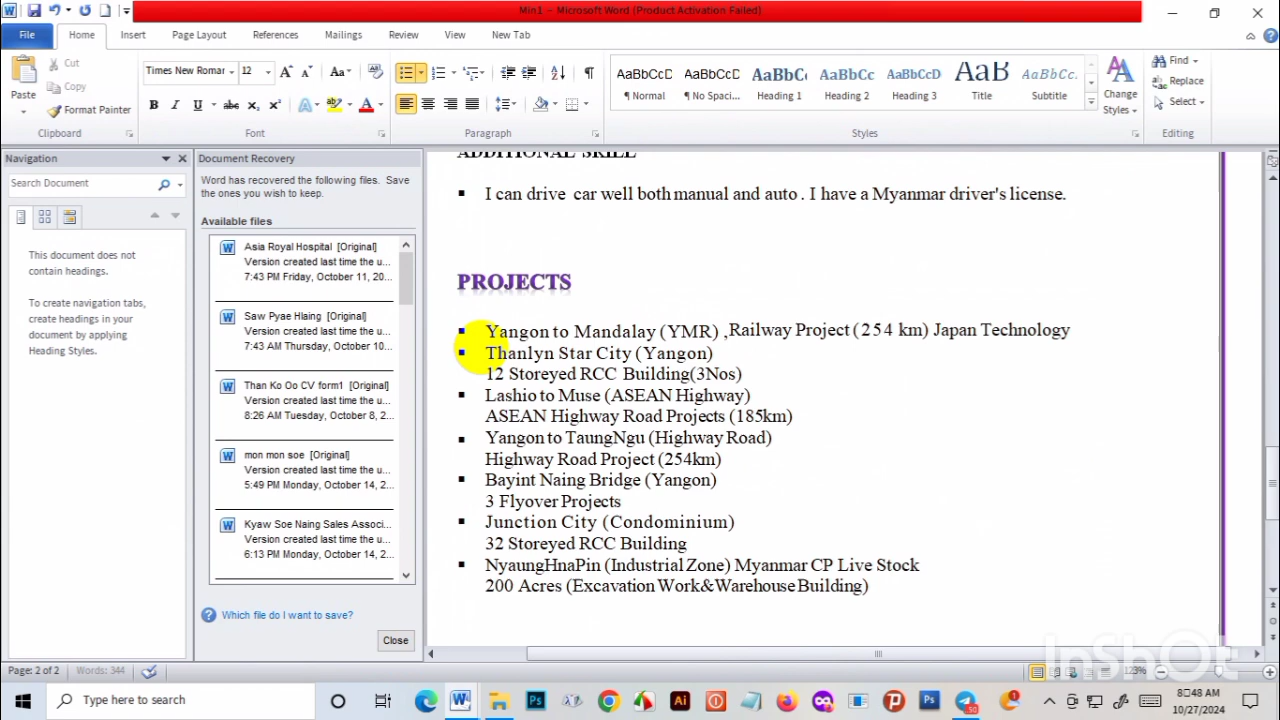 Min1 - Microsoft Word (Product Activation Failed)
File Home Insert Page Layout References Mailings Review View New Tab
Paste Cut Copy Format Painter
Times New Romar 12
AaBbCcD AaBbCcD AaBbC AaBbCc AaBbCcD AaB AaBbCc.
¶ Normal ¶ No Spaci... Heading 1 Heading 2 Heading 3 Title Subtitle
Change Styles
Find Replace Select
Clipboard Font Paragraph Styles Editing
Navigation
Search Document
This document does not
contain headings.
To create navigation tabs,
create headings in your
document by applying
Heading Styles.
Document Recovery
Word has recovered the following files. Save
the ones you wish to keep.
Available files
Asia Royal Hospital [Original]
Version created last time the u...
7:43 PM Friday, October 11, 20...
Saw Pyae Hlaing [Original]
Version created last time the u...
7:43 AM Thursday, October 10...
Than Ko Oo CV form1 [Original]
Version created last time the u...
8:26 AM Tuesday, October 8, 2...
mon mon soe [Original]
Version created last time the u...
5:49 PM Monday, October 14, 2...
Kyaw Soe Naing Sales Associ...
Version created last time the u...
6:13 PM Monday, October 14, 2...
Which file do I want to save?
Close
ADDITIONAL SKILL
▪ I can drive car well both manual and auto . I have a Myanmar driver's license.
PROJECTS
▪ Yangon to Mandalay (YMR) ,Railway Project (254 km) Japan Technology
▪ Thanlyn Star City (Yangon)
12 Storeyed RCC Building(3Nos)
▪ Lashio to Muse (ASEAN Highway)
ASEAN Highway Road Projects (185km)
▪ Yangon to TaungNgu (Highway Road)
Highway Road Project (254km)
▪ Bayint Naing Bridge (Yangon)
3 Flyover Projects
▪ Junction City (Condominium)
32 Storeyed RCC Building
▪ NyaungHnaPin (Industrial Zone) Myanmar CP Live Stock
200 Acres (Excavation Work&Warehouse Building)
InShOt
Page: 2 of 2 Words: 344 123%
Type here to search
10/27/2024